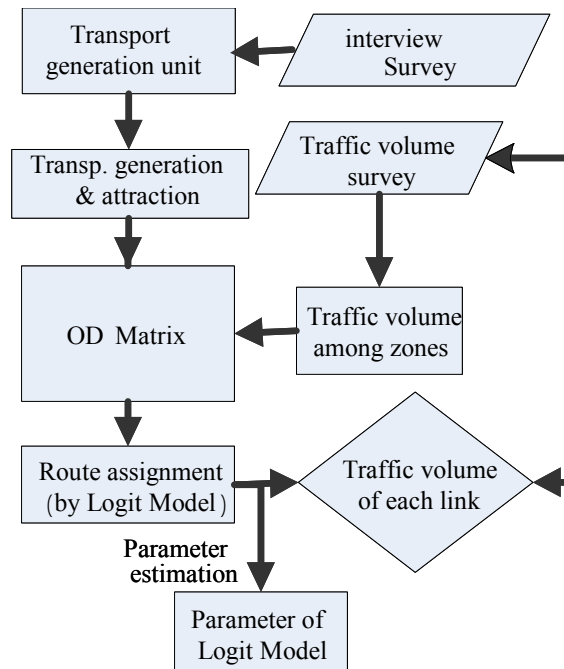 Transport
generation unit
interview
Survey
Transp. generation
& attraction
Traffic volume
survey
OD Matrix
Traffic volume
among zones
Route assignment
(by Logit Model)
Traffic volume
of each link
Parameter
estimation
Parameter of
Logit Model